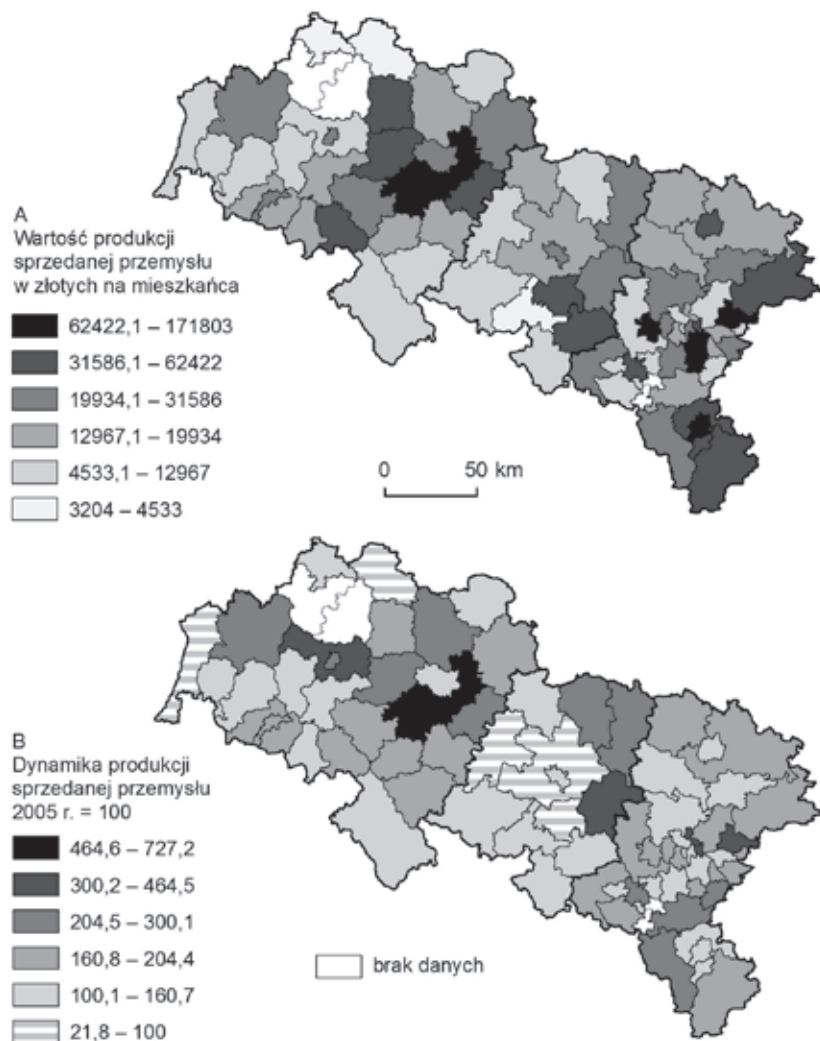 A
Wartość produkcji
sprzedanej przemysłu
w złotych na mieszkańca
62422,1 – 171803
31586,1 – 62422
19934,1 – 31586
12967,1 – 19934
4533,1 – 12967
3204 – 4533
0 50 km
B
Dynamika produkcji
sprzedanej przemysłu
2005 r. = 100
464,6 – 727,2
300,2 – 464,5
204,5 – 300,1
160,8 – 204,4
100,1 – 160,7
21,8 – 100
brak danych